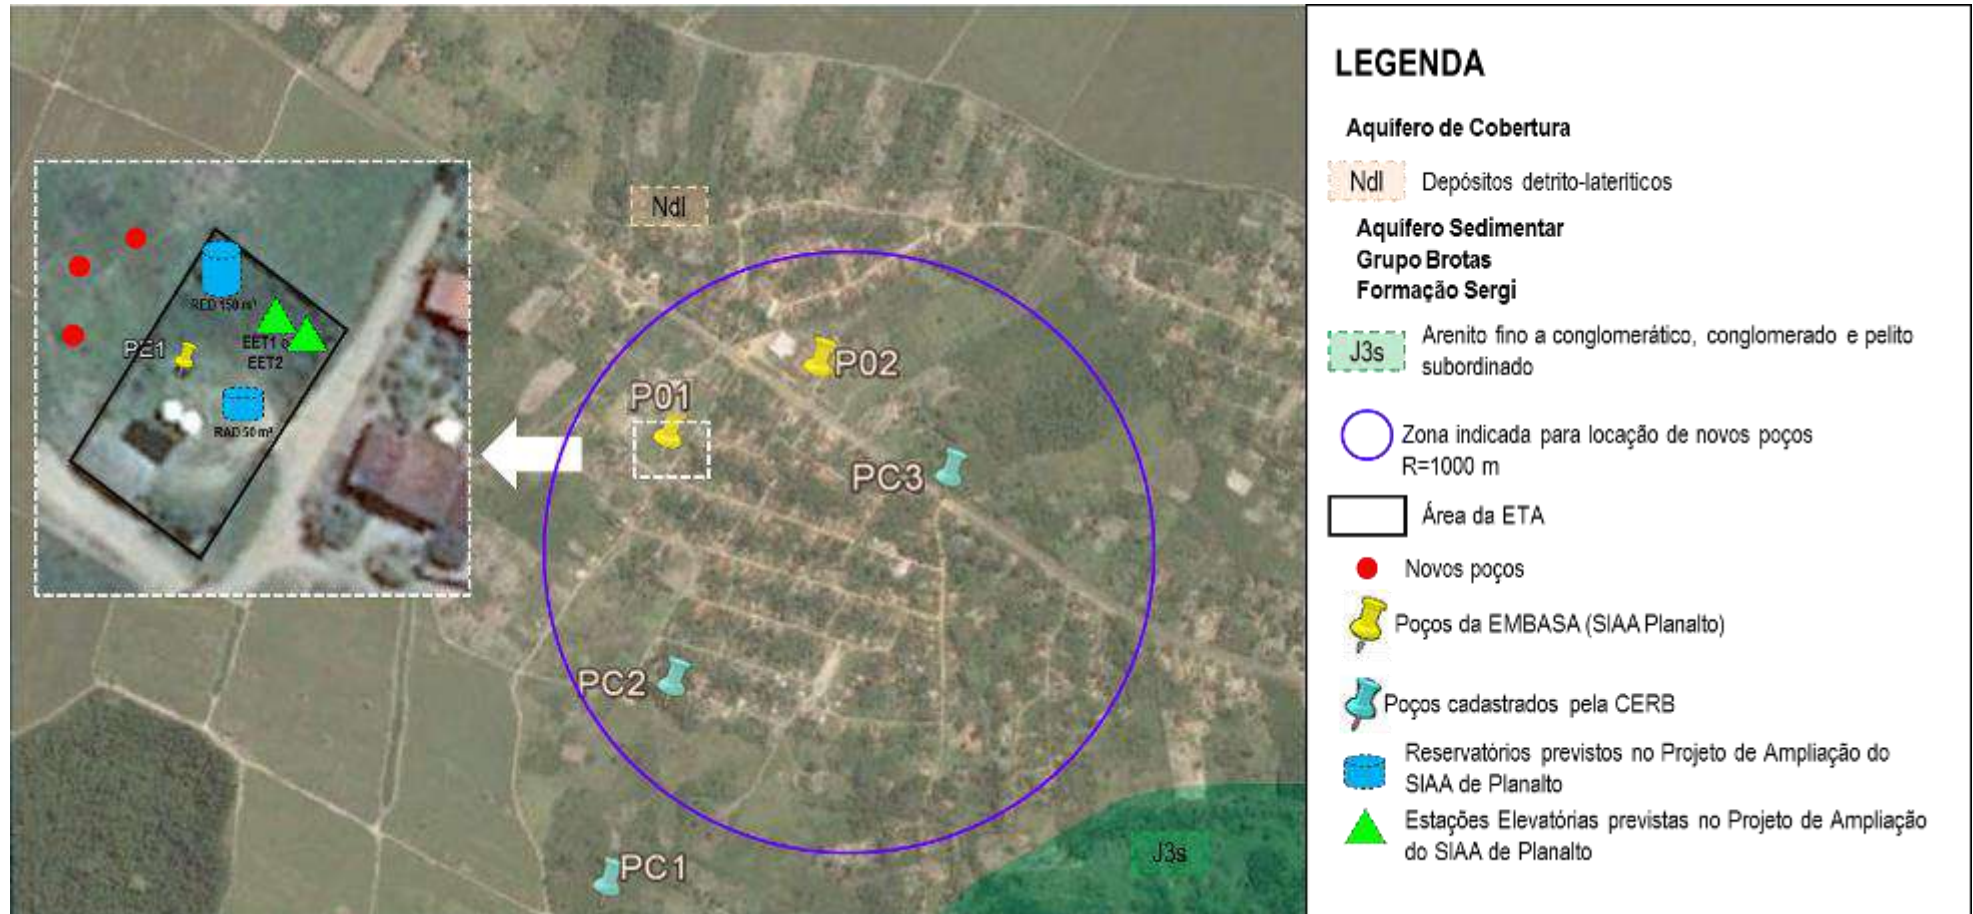 Ndl
RED 150 m³
PE1
EET1 e
EET2
RAD 50 m³
P02
P01
PC3
PC2
PC1
J3s
LEGENDA
Aquífero de Cobertura
Ndl Depósitos detrito-lateríticos
Aquífero Sedimentar
Grupo Brotas
Formação Sergi
J3s Arenito fino a conglomerático, conglomerado e pelito
subordinado
Zona indicada para locação de novos poços
R=1000 m
Área da ETA
Novos poços
Poços da EMBASA (SIAA Planalto)
Poços cadastrados pela CERB
Reservatórios previstos no Projeto de Ampliação do
SIAA de Planalto
Estações Elevatórias previstas no Projeto de Ampliação
do SIAA de Planalto